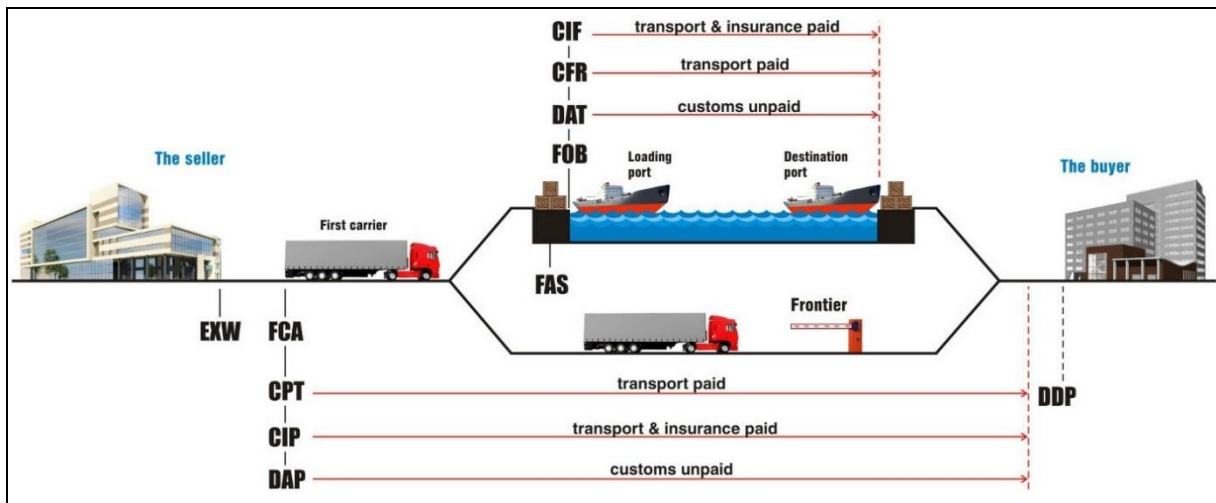 CIF transport & insurance paid
CFR transport paid
DAT customs unpaid
FOB
The seller
Loading
port
Destination
port
The buyer
First carrier
FAS
Frontier
EXW
FCA
CPT transport paid
DDP
CIP transport & insurance paid
DAP customs unpaid